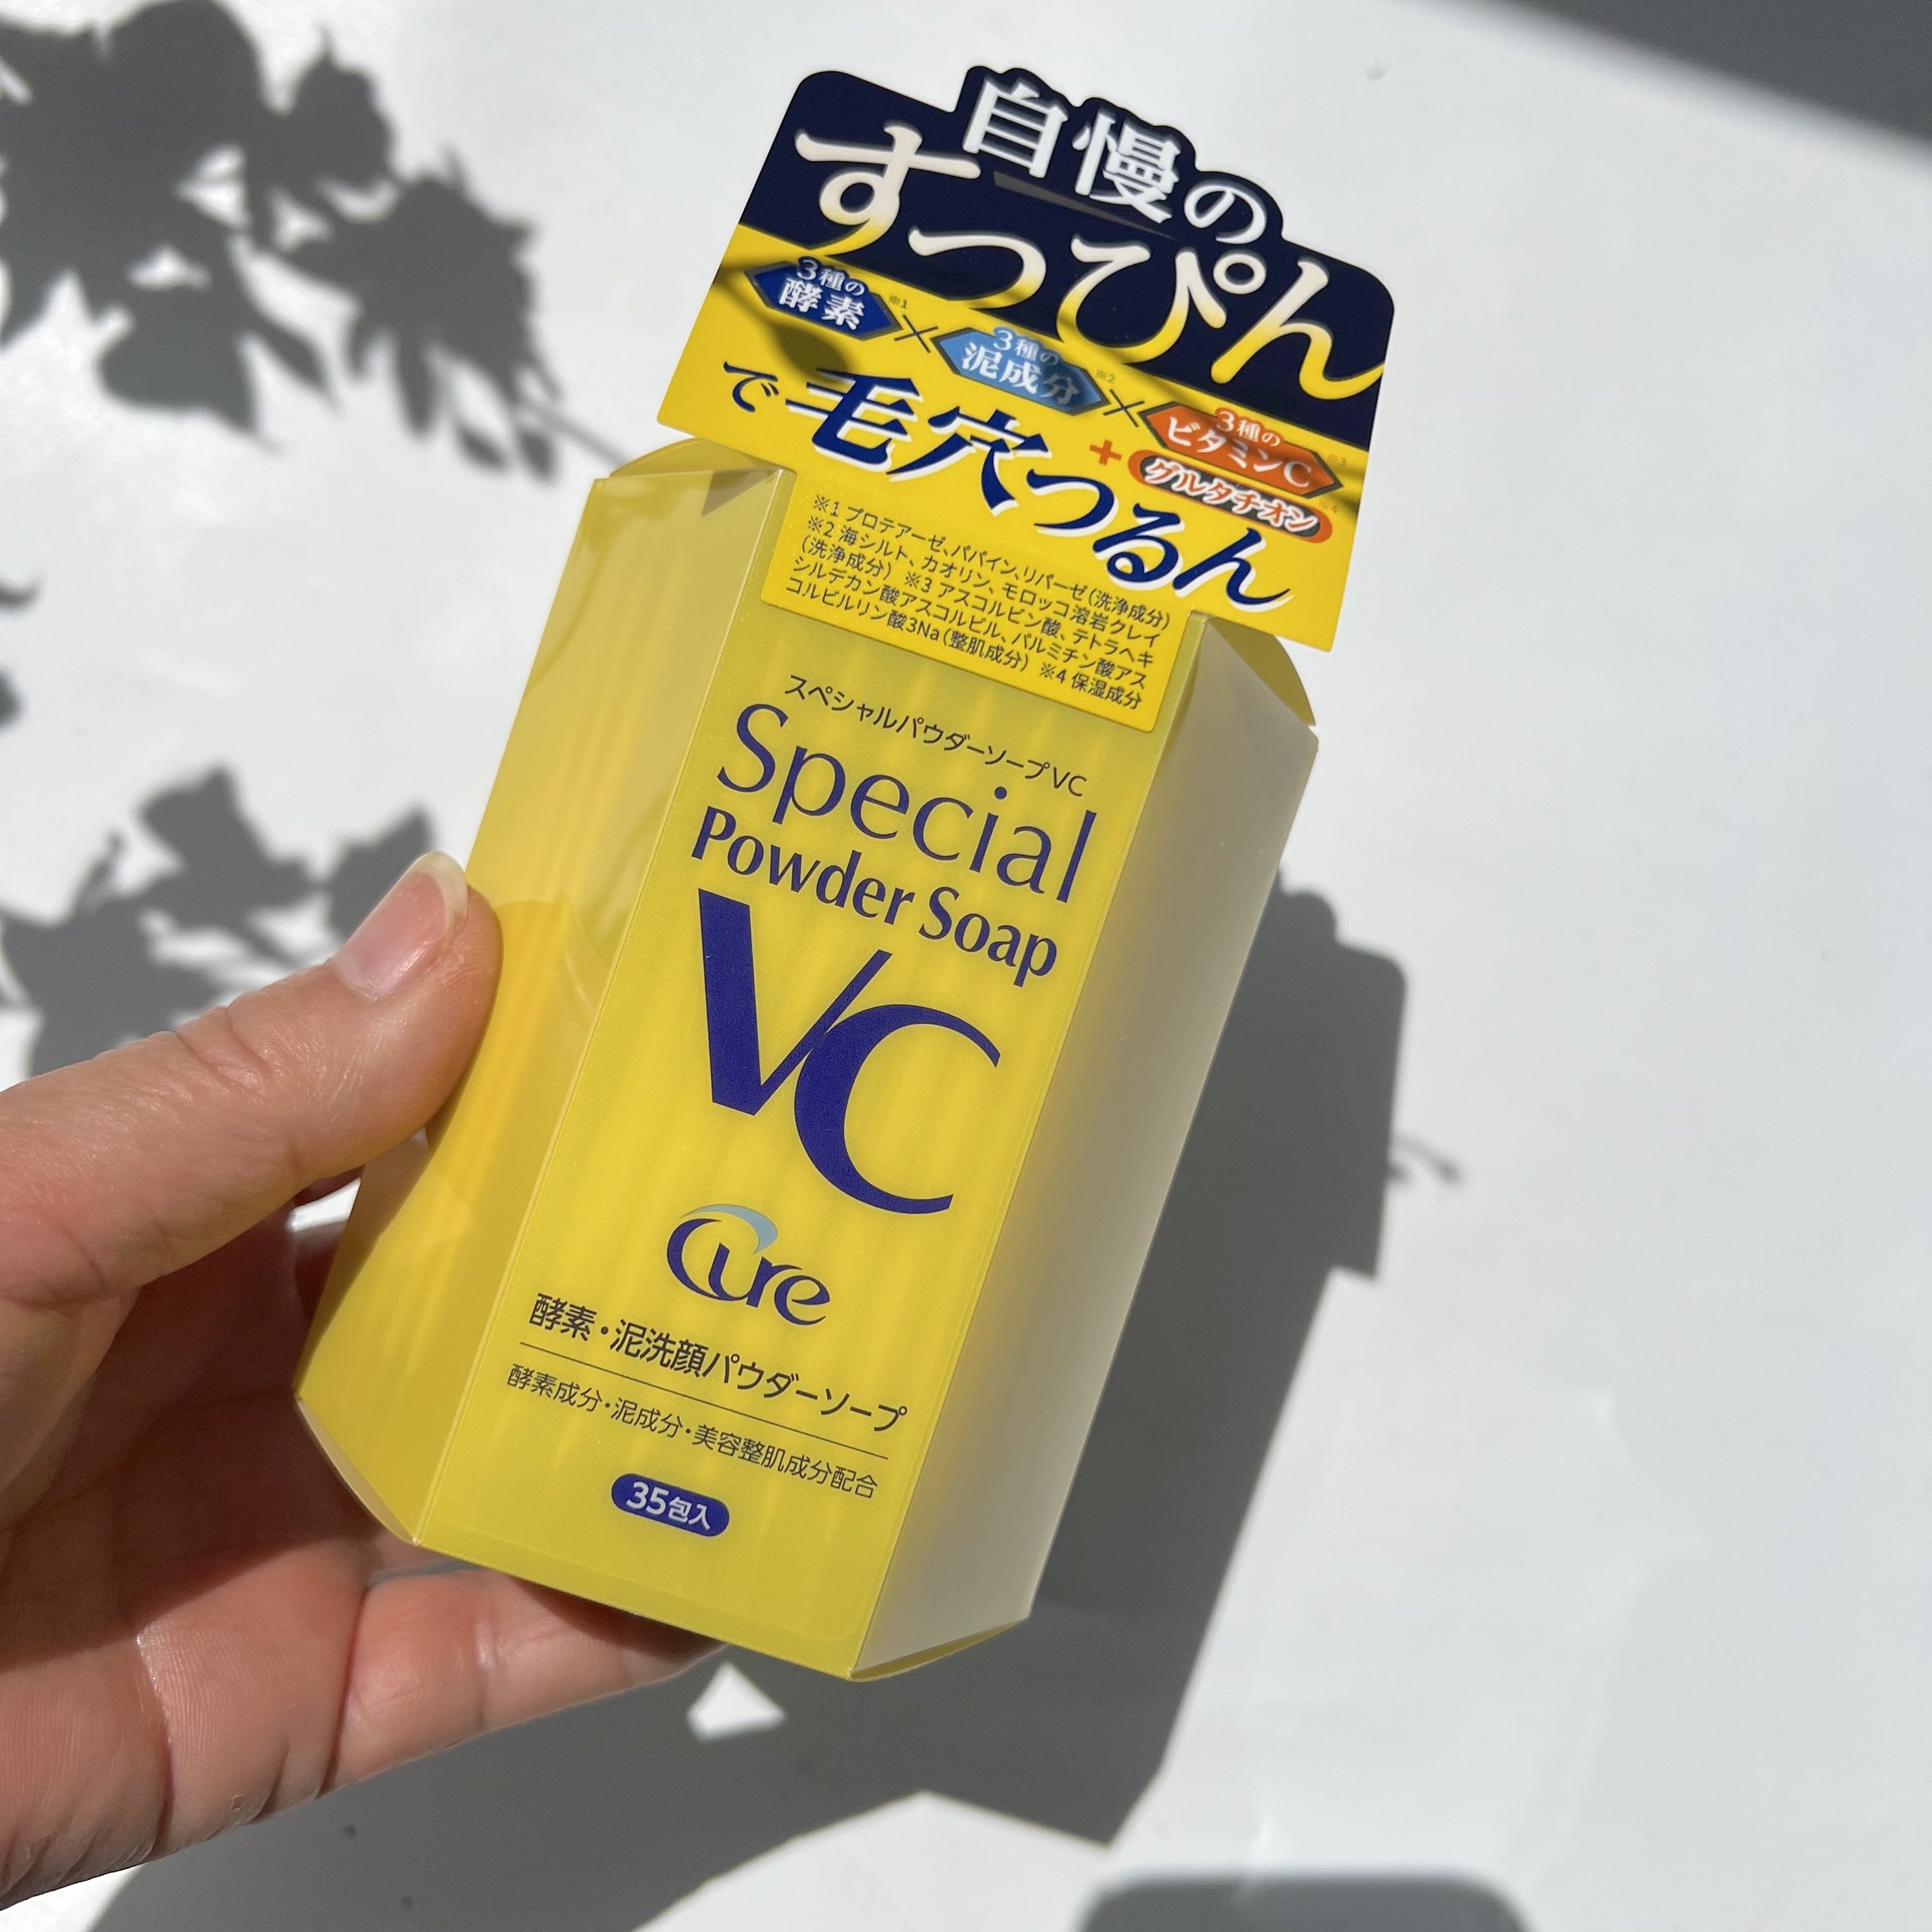 自慢の
すっぴん
3種の
酵素
※1
×
3種の
泥成分
※2
×
3種の
ビタミンC
※3
+
グルタチオン
※4
で毛穴つるん
※1 プロテアーゼ、パパイン、リパーゼ(洗浄成分)
※2 海シルト、カオリン、モロッコ溶岩クレイ
(洗浄成分) ※3 アスコルビン酸、テトラヘキ
シルデカン酸アスコルビル、パルミチン酸アス
コルビルリン酸3Na(整肌成分) ※4 保湿成分
スペシャルパウダーソープVC
Special
Powder Soap
VC
Cure
酵素・泥洗顔パウダーソープ
酵素成分・泥成分・美容整肌成分配合
35包入